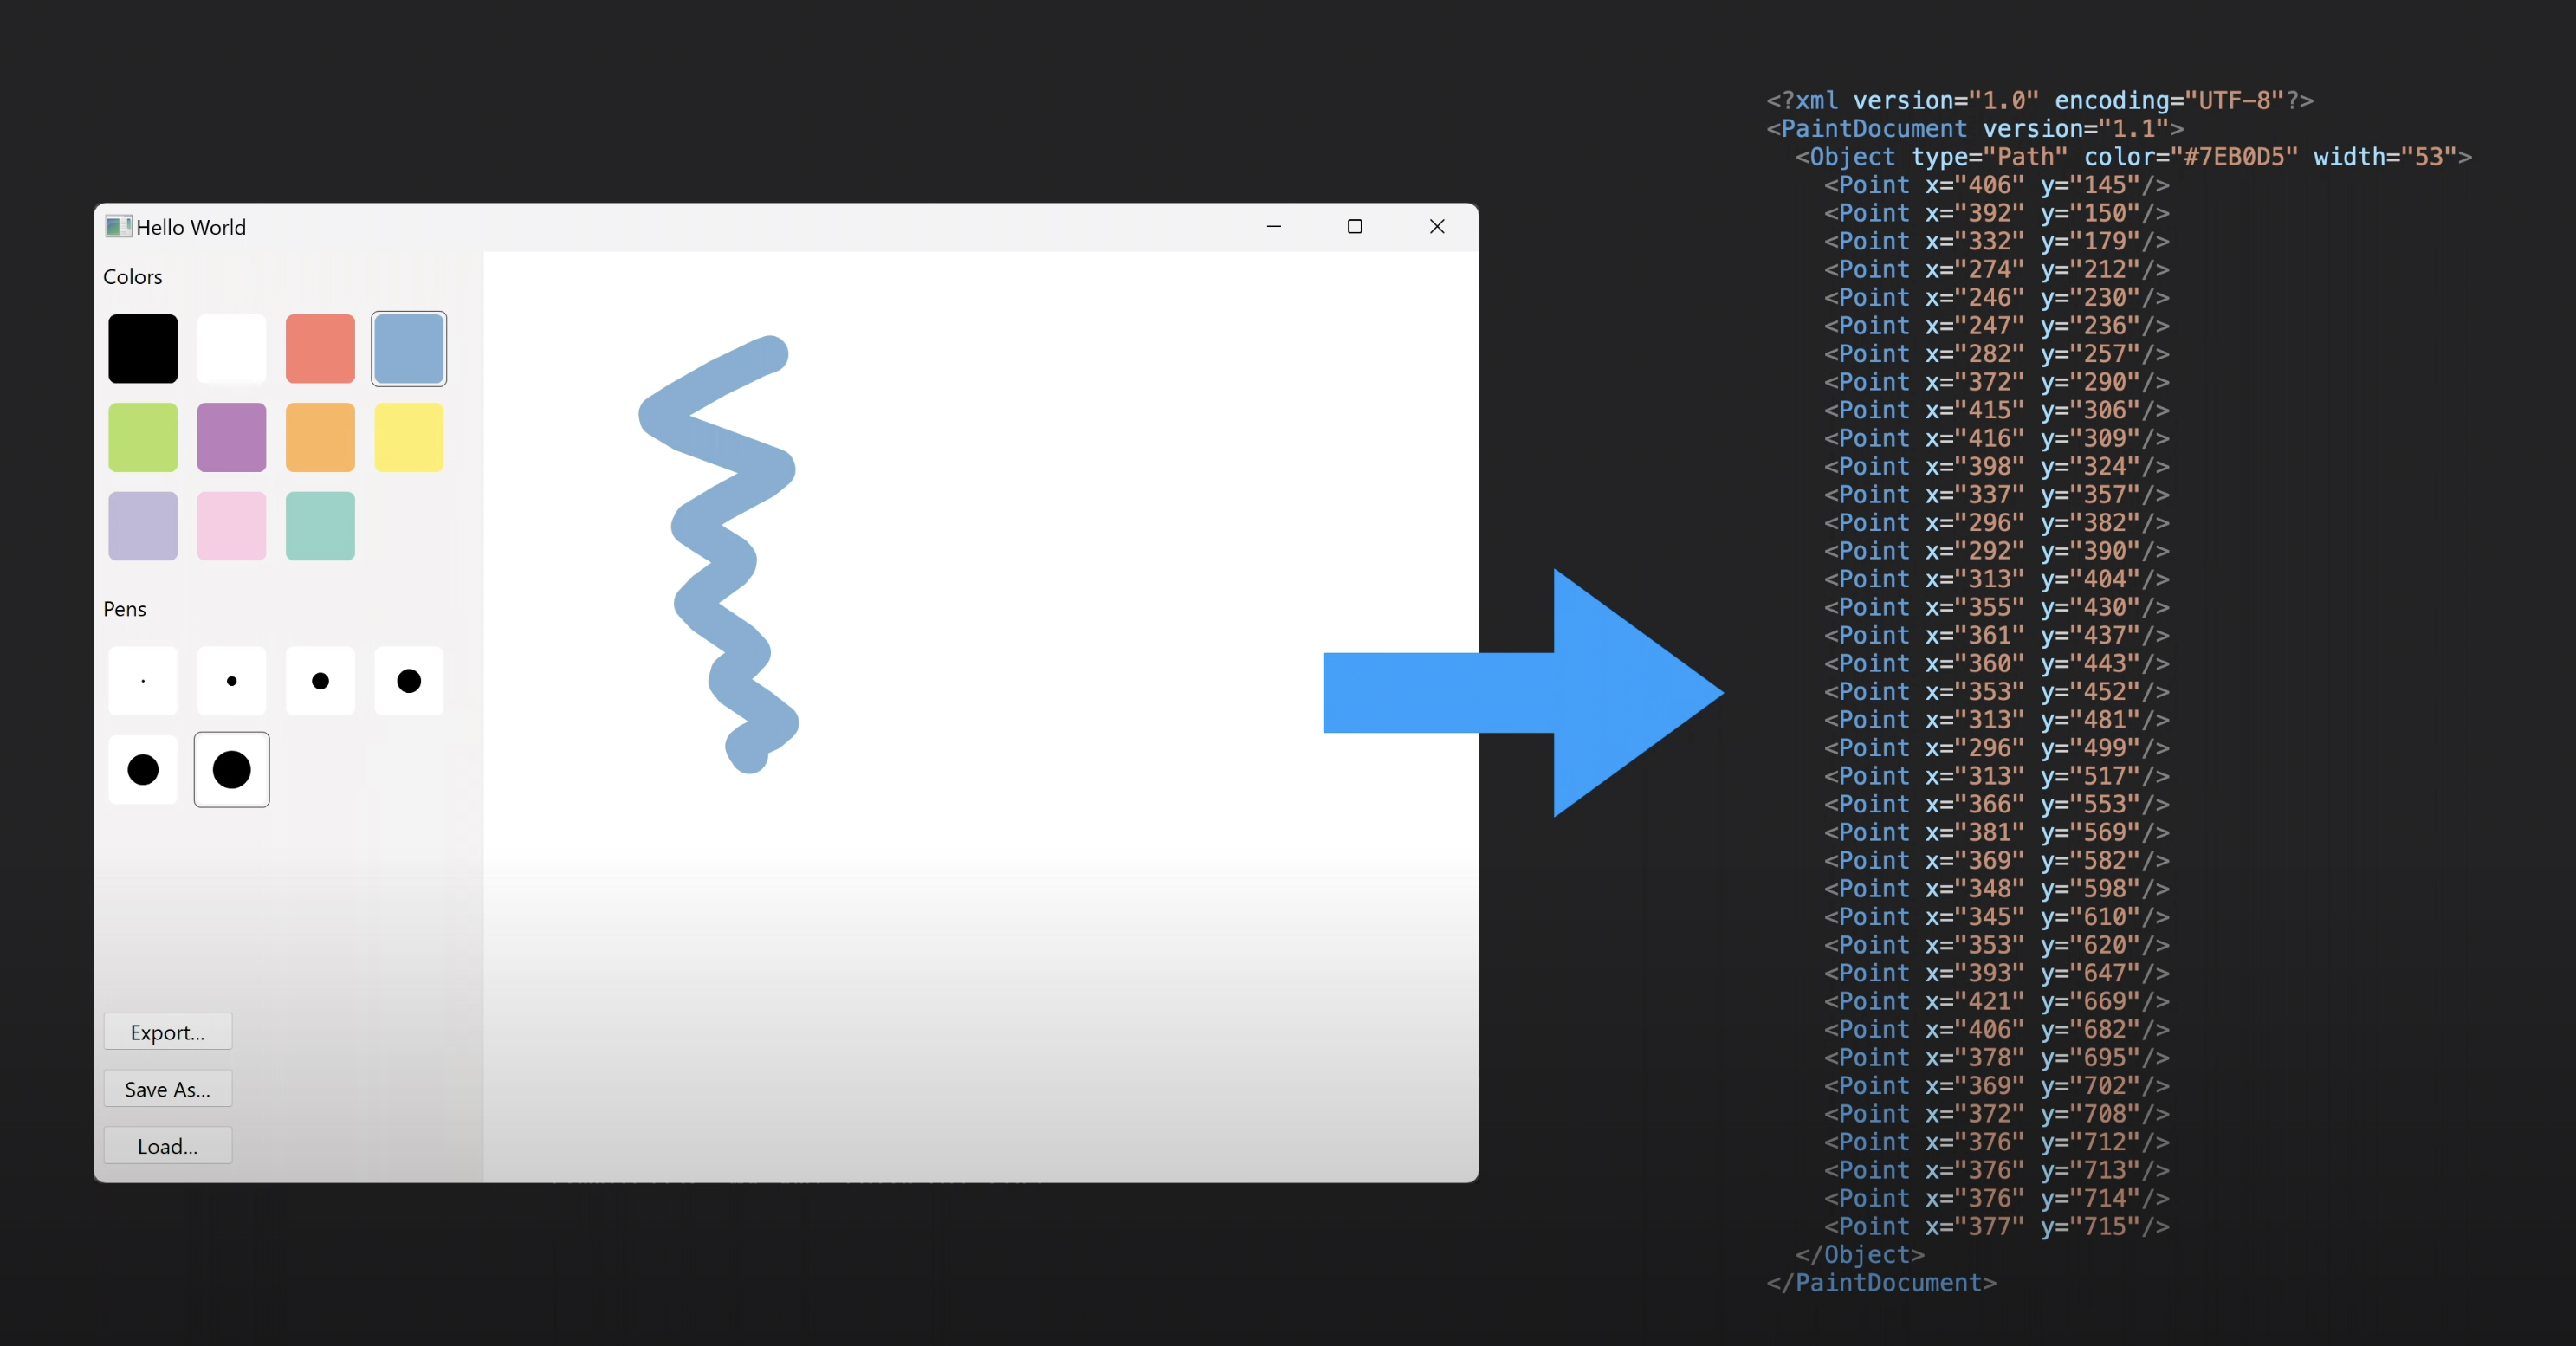 Hello World
Colors
Pens
Export...
Save As...
Load...
<?xml version="1.0" encoding="UTF-8"?>
<PaintDocument version="1.1">
<Object type="Path" color="#7EB0D5" width="53">
<Point x="406" y="145"/>
<Point x="392" y="150"/>
<Point x="332" y="179"/>
<Point x="274" y="212"/>
<Point x="246" y="230"/>
<Point x="247" y="236"/>
<Point x="282" y="257"/>
<Point x="372" y="290"/>
<Point x="415" y="306"/>
<Point x="416" y="309"/>
<Point x="398" y="324"/>
<Point x="337" y="357"/>
<Point x="296" y="382"/>
<Point x="292" y="390"/>
<Point x="313" y="404"/>
<Point x="355" y="430"/>
<Point x="361" y="437"/>
<Point x="360" y="443"/>
<Point x="353" y="452"/>
<Point x="313" y="481"/>
<Point x="296" y="499"/>
<Point x="313" y="517"/>
<Point x="366" y="553"/>
<Point x="381" y="569"/>
<Point x="369" y="582"/>
<Point x="348" y="598"/>
<Point x="345" y="610"/>
<Point x="353" y="620"/>
<Point x="393" y="647"/>
<Point x="421" y="669"/>
<Point x="406" y="682"/>
<Point x="378" y="695"/>
<Point x="369" y="702"/>
<Point x="372" y="708"/>
<Point x="376" y="712"/>
<Point x="376" y="713"/>
<Point x="376" y="714"/>
<Point x="377" y="715"/>
</Object>
</PaintDocument>